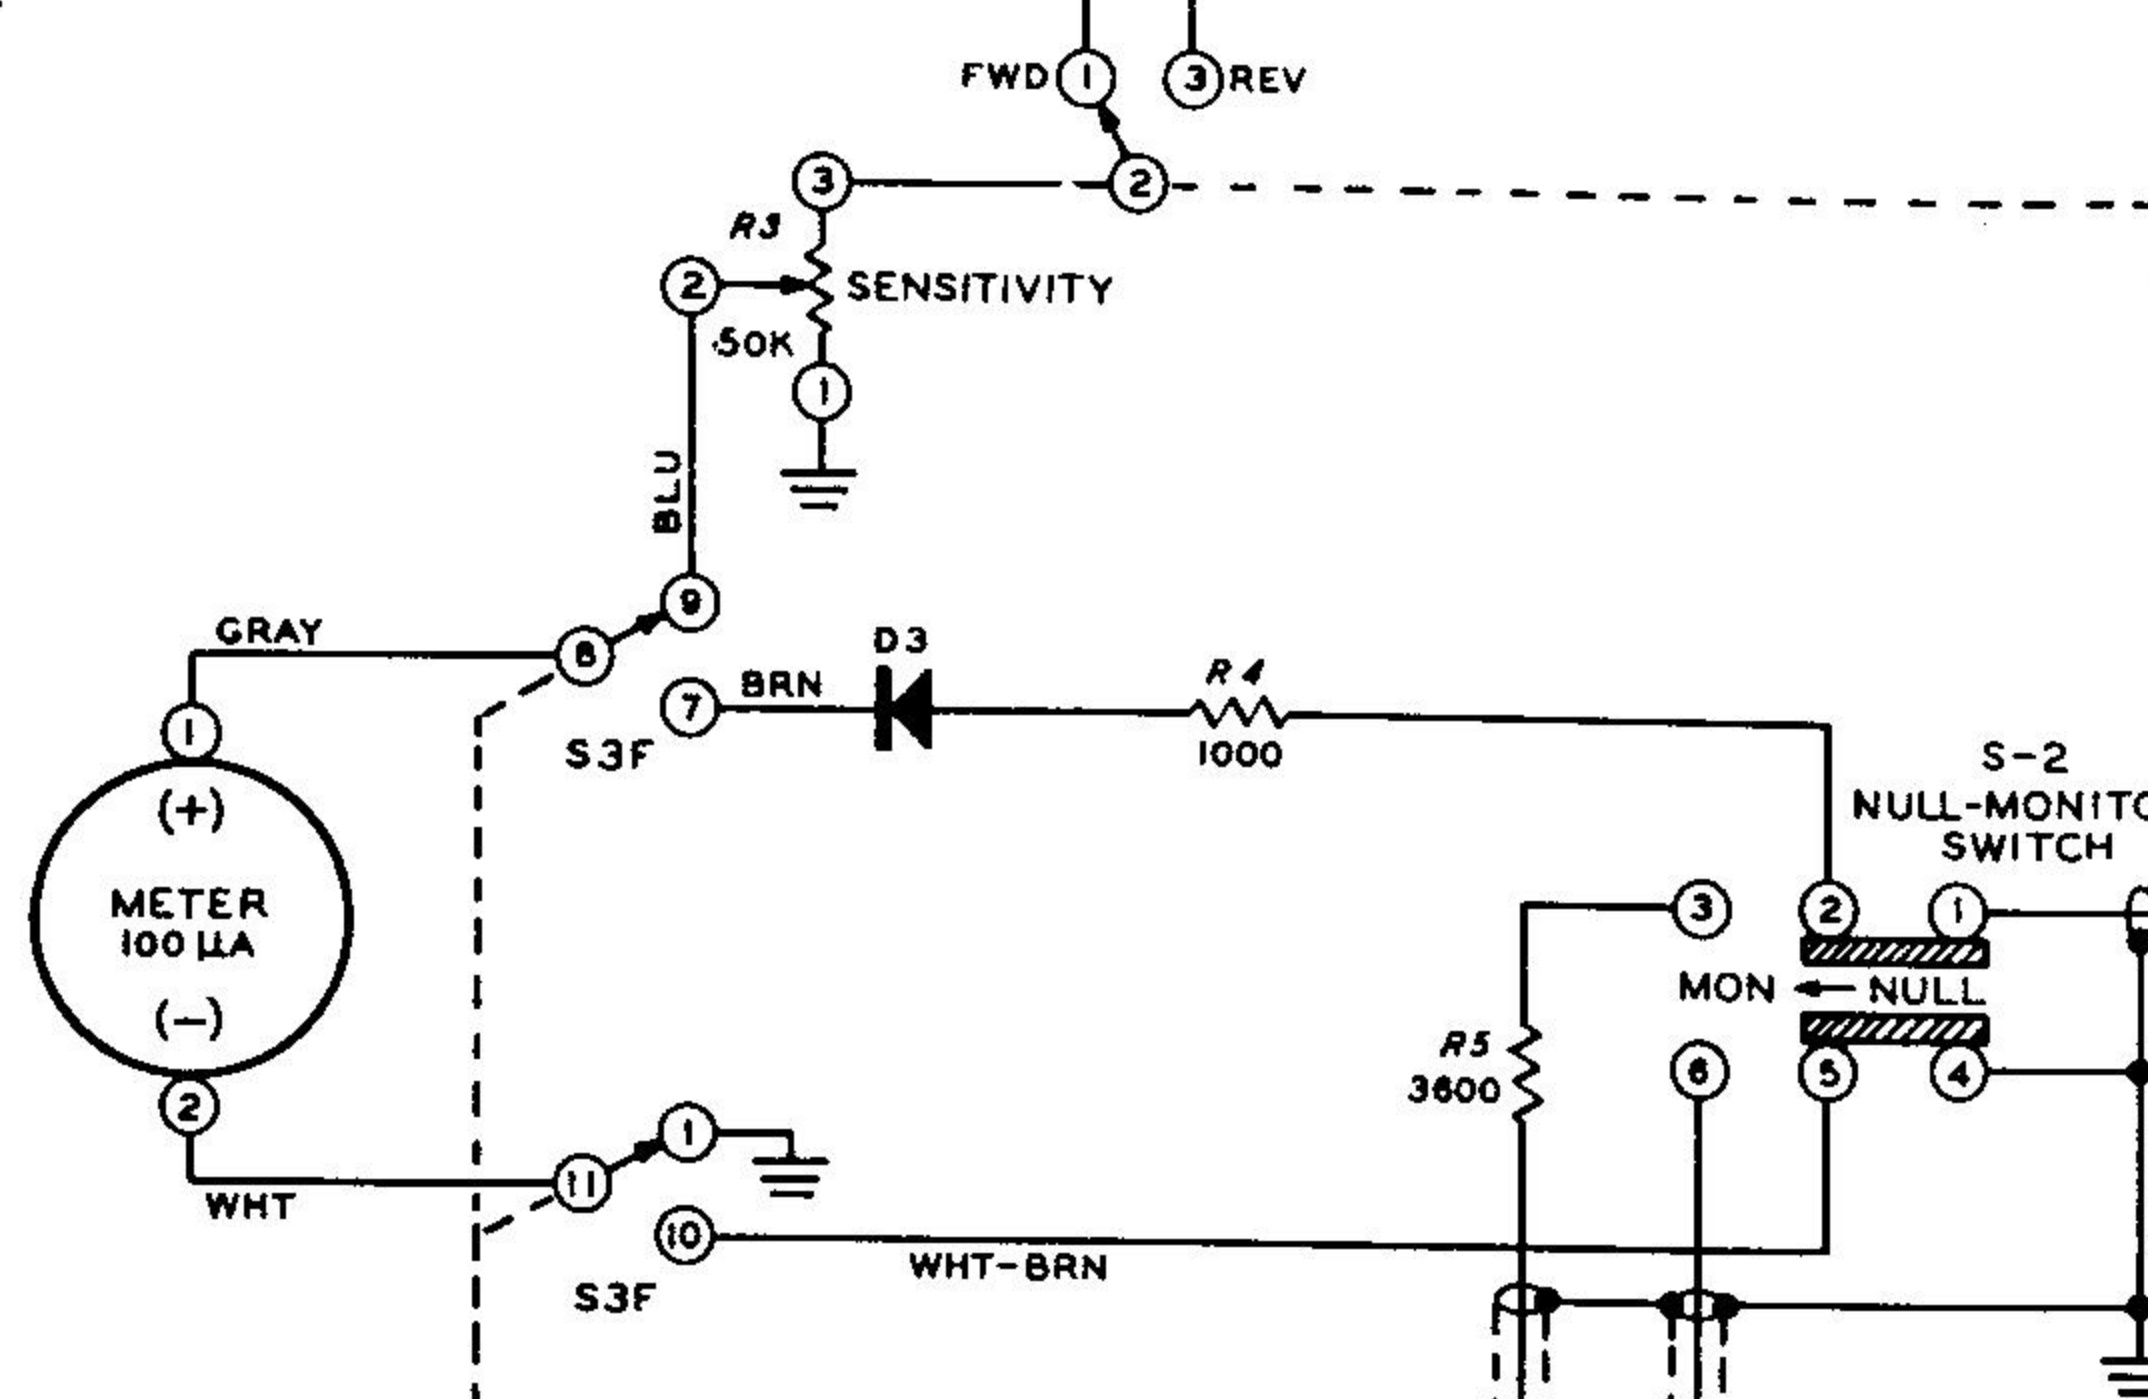 FWD 1 3 REV
3 2
R3
2 SENSITIVITY
50K
1
BLU
9
GRAY 8
D3
7 BRN R4
S3F 1000
1
(+)
METER
100 μA
(-)
2
WHT
S-2
NULL-MONITO
SWITCH
3 2 1
MON NULL
R5
3600
6 5 4
1
11
10 WHT-BRN
S3F